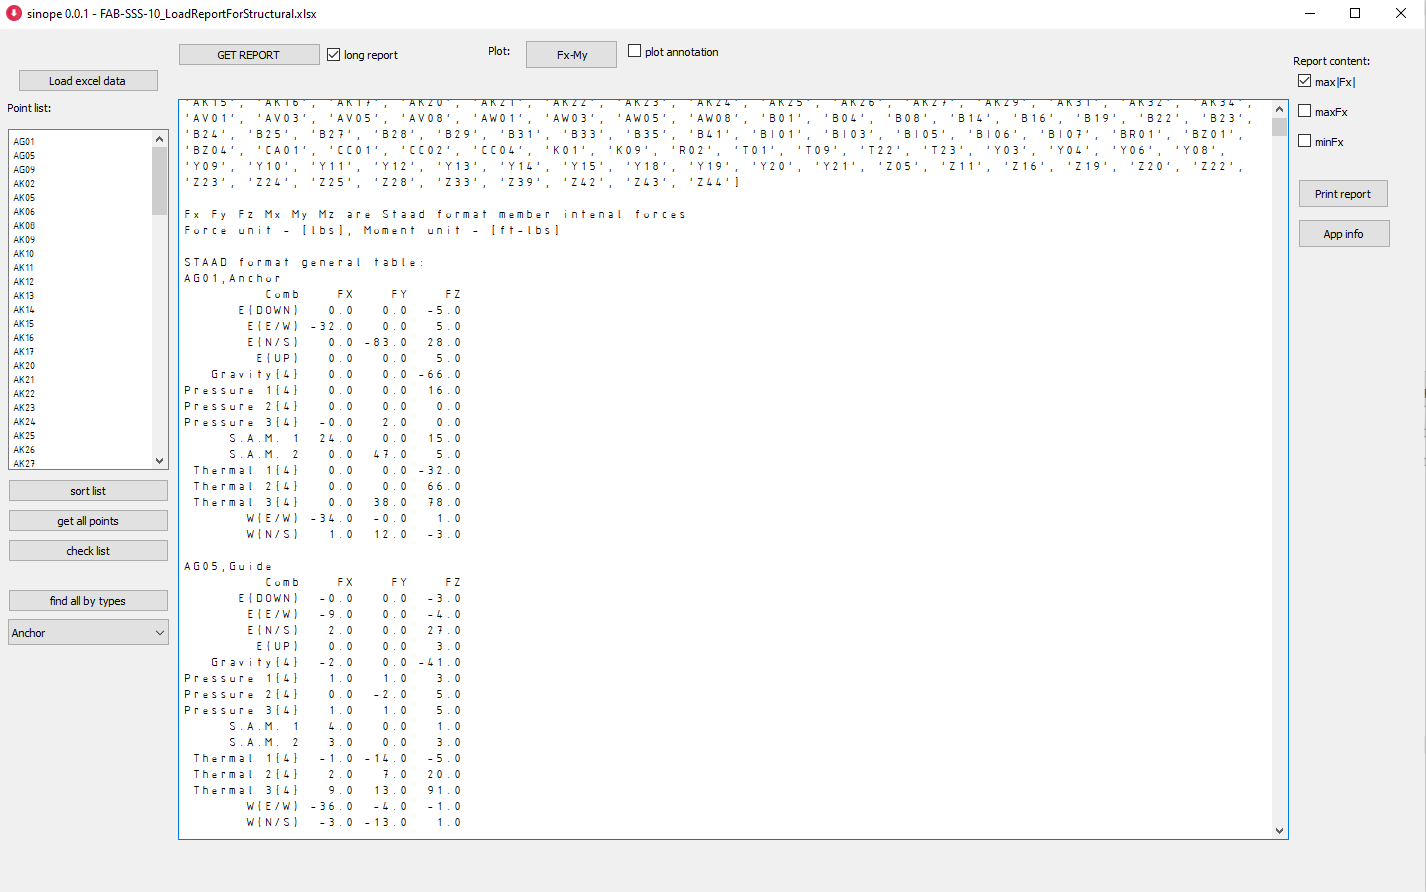 sinope 0.0.1 - FAB-SSS-10_LoadReportForStructural.xlsx
GET REPORT
long report
Plot:
Fx-My
plot annotation
Report content:
max|Fx|
maxFx
minFx
Print report
App info
Load excel data
Point list:
AG01
AG05
AG09
AK02
AK05
AK06
AK08
AK09
AK10
AK11
AK12
AK13
AK14
AK15
AK16
AK17
AK20
AK21
AK22
AK23
AK24
AK25
AK26
AK27
sort list
get all points
check list
find all by types
Anchor
'AK15', 'AK16', 'AK17', 'AK20', 'AK21', 'AK22', 'AK23', 'AK24', 'AK25', 'AK26', 'AK27', 'AK29', 'AK31', 'AK32', 'AK34',
'AV01', 'AV03', 'AV05', 'AV08', 'AW01', 'AW03', 'AW05', 'AW08', 'B01', 'B04', 'B08', 'B14', 'B16', 'B19', 'B22', 'B23',
'B24', 'B25', 'B27', 'B28', 'B29', 'B31', 'B33', 'B35', 'B41', 'BI01', 'BI03', 'BI05', 'BI06', 'BI07', 'BR01', 'BZ01',
'BZ04', 'CA01', 'CC01', 'CC02', 'CC04', 'K01', 'K09', 'R02', 'T01', 'T09', 'T22', 'T23', 'Y03', 'Y04', 'Y06', 'Y08',
'Y09', 'Y10', 'Y11', 'Y12', 'Y13', 'Y14', 'Y15', 'Y18', 'Y19', 'Y20', 'Y21', 'Z05', 'Z11', 'Z16', 'Z19', 'Z20', 'Z22',
'Z23', 'Z24', 'Z25', 'Z28', 'Z33', 'Z39', 'Z42', 'Z43', 'Z44']
Fx Fy Fz Mx My Mz are Staad format member intenal forces
Force unit - [lbs], Moment unit - [ft-lbs]
STAAD format general table:
AG01,Anchor
Comb FX FY FZ
E(DOWN) 0.0 0.0 -5.0
E(E/W) -32.0 0.0 5.0
E(N/S) 0.0 -83.0 28.0
E(UP) 0.0 0.0 5.0
Gravity{4} 0.0 0.0 -66.0
Pressure 1{4} 0.0 0.0 16.0
Pressure 2{4} 0.0 0.0 0.0
Pressure 3{4} -0.0 2.0 0.0
S.A.M. 1 24.0 0.0 15.0
S.A.M. 2 0.0 47.0 5.0
Thermal 1{4} 0.0 0.0 -32.0
Thermal 2{4} 0.0 0.0 66.0
Thermal 3{4} 0.0 38.0 78.0
W(E/W) -34.0 -0.0 1.0
W(N/S) 1.0 12.0 -3.0
AG05,Guide
Comb FX FY FZ
E(DOWN) -0.0 0.0 -3.0
E(E/W) -9.0 0.0 -4.0
E(N/S) 2.0 0.0 27.0
E(UP) 0.0 0.0 3.0
Gravity{4} -2.0 0.0 -41.0
Pressure 1{4} 1.0 1.0 3.0
Pressure 2{4} 0.0 -2.0 5.0
Pressure 3{4} 1.0 1.0 5.0
S.A.M. 1 4.0 0.0 1.0
S.A.M. 2 3.0 0.0 3.0
Thermal 1{4} -1.0 -14.0 -5.0
Thermal 2{4} 2.0 7.0 20.0
Thermal 3{4} 9.0 13.0 91.0
W(E/W) -36.0 -4.0 -1.0
W(N/S) -3.0 -13.0 1.0